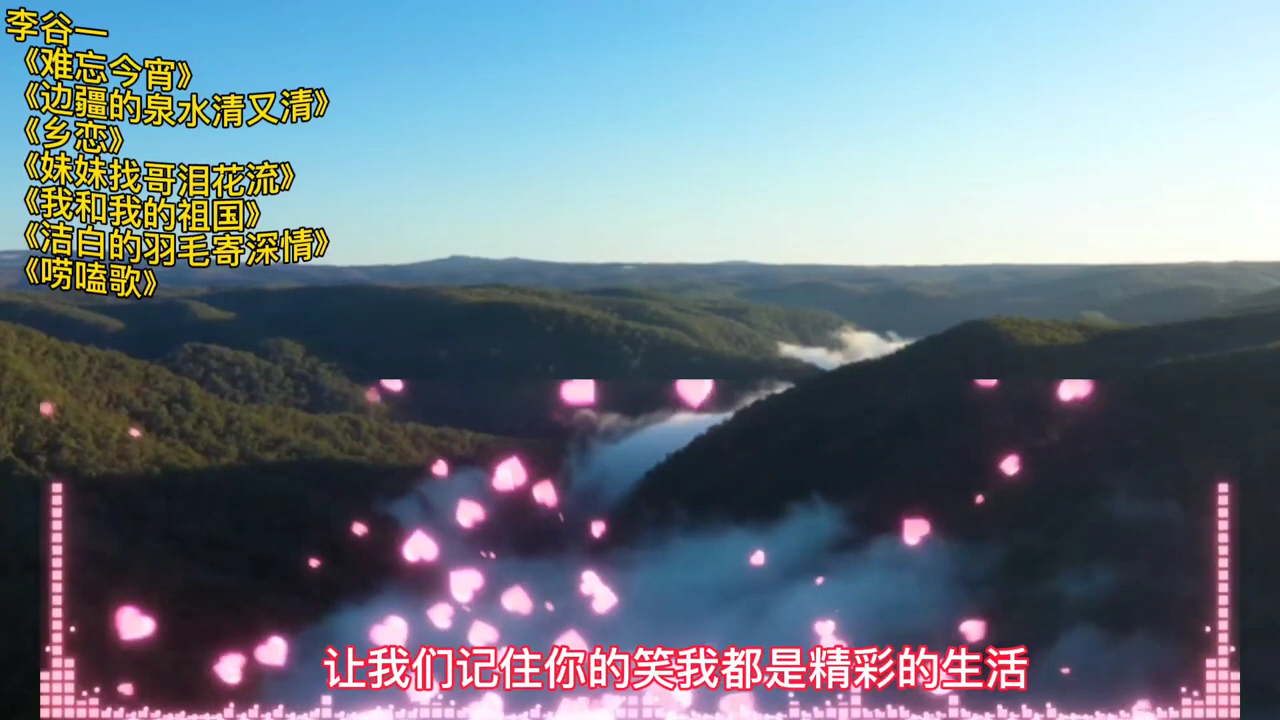 李谷一
《难忘今宵》
《边疆的泉水清又清》
《乡恋》
《妹妹找哥泪花流》
《我和我的祖国》
《洁白的羽毛寄深情》
《唠嗑歌》
让我们记住你的笑我都是精彩的生活